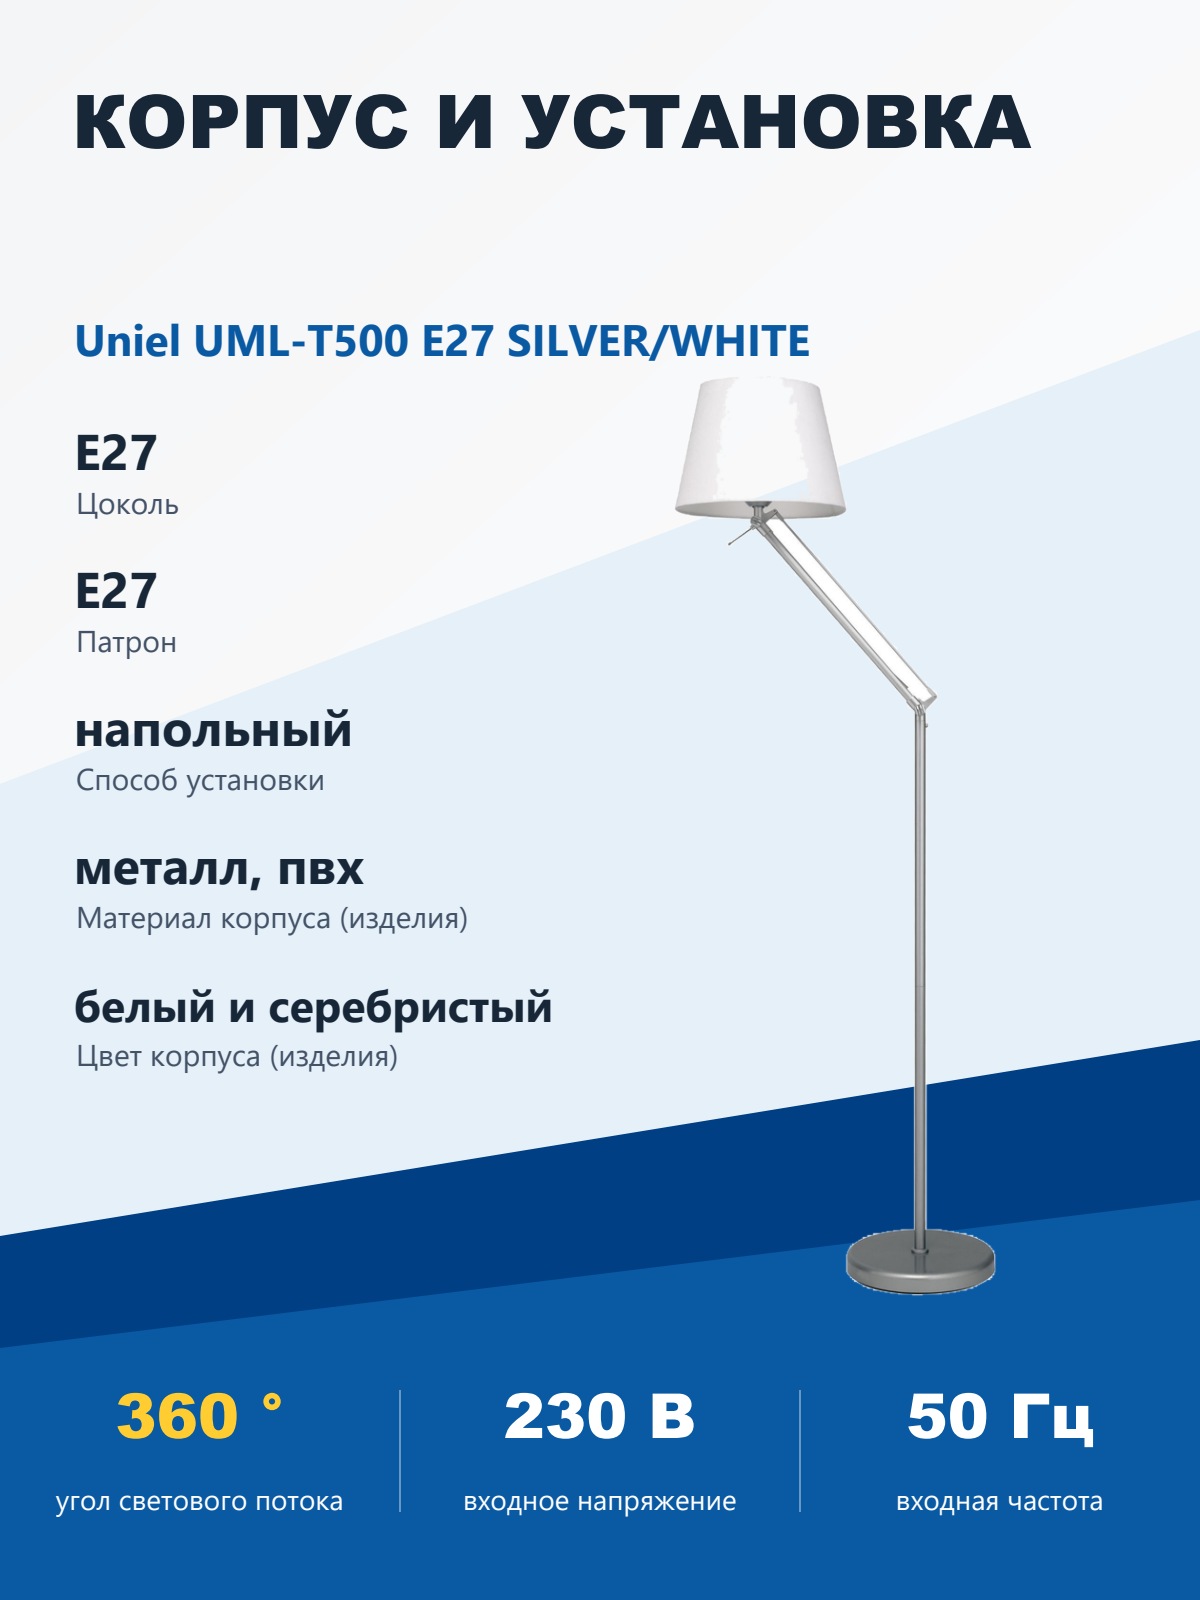 КОРПУС И УСТАНОВКА
Uniel UML-T500 E27 SILVER/WHITE
E27
Цоколь
E27
Патрон
напольный
Способ установки
металл, пвх
Материал корпуса (изделия)
белый и серебристый
Цвет корпуса (изделия)
360 °
угол светового потока
230 В
входное напряжение
50 Гц
входная частота